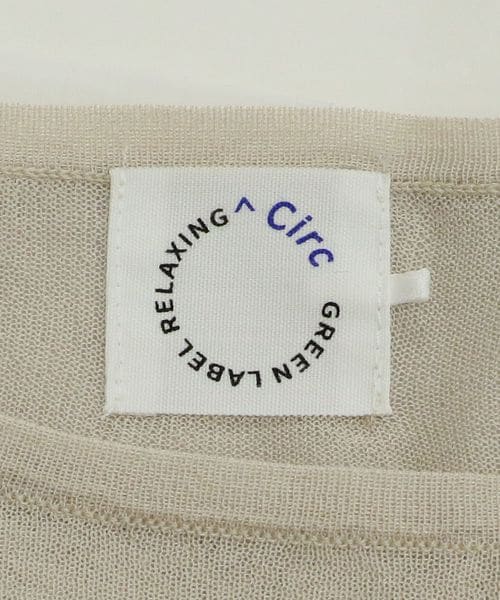 ^ Circ
GREEN LABEL RELAXING